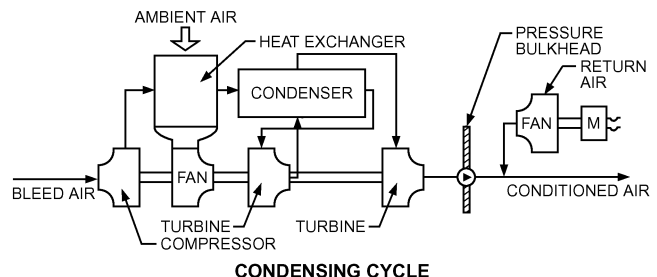 AMBIENT AIR
HEAT EXCHANGER
CONDENSER
PRESSURE
BULKHEAD
RETURN
AIR
FAN
M
BLEED AIR
FAN
TURBINE
COMPRESSOR
TURBINE
CONDITIONED AIR
CONDENSING CYCLE